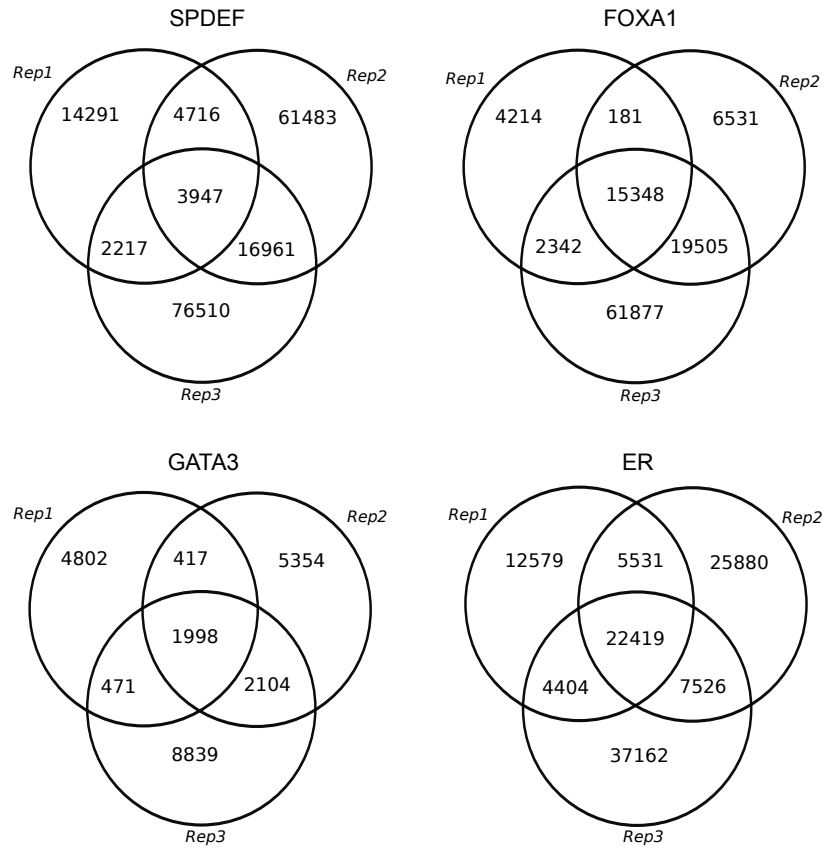 SPDEF
Rep1
Rep2
14291
4716
61483
3947
2217
16961
76510
Rep3
FOXA1
Rep1
Rep2
4214
181
6531
15348
2342
19505
61877
Rep3
GATA3
Rep1
Rep2
4802
417
5354
1998
471
2104
8839
Rep3
ER
Rep1
Rep2
12579
5531
25880
22419
4404
7526
37162
Rep3